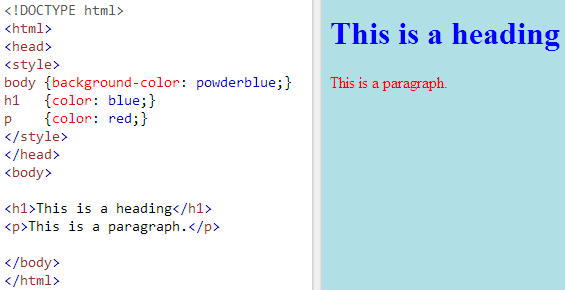 <!DOCTYPE html>
<html>
<head>
<style>
body {background-color: powderblue;}
h1   {color: blue;}
p    {color: red;}
</style>
</head>
<body>

<h1>This is a heading</h1>
<p>This is a paragraph.</p>

</body>
</html>
This is a heading
This is a paragraph.